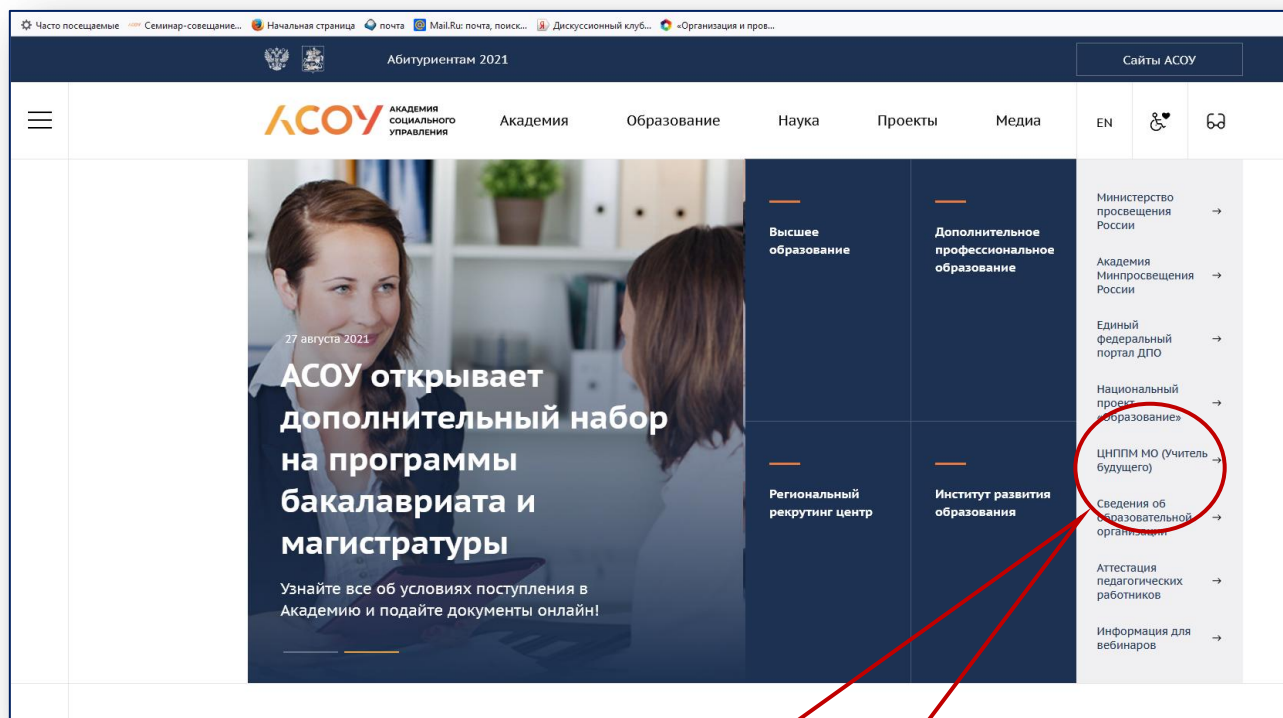 Часто посещаемые Семинар-совещание... Начальная страница почта Mail.Ru: почта, поиск... Дискуссионный клуб... «Организация и пров...
Абитуриентам 2021
Сайты АСОУ
АСОУ
АКАДЕМИЯ
СОЦИАЛЬНОГО
УПРАВЛЕНИЯ
Академия Образование Наука Проекты Медиа EN
27 августа 2021
АСОУ открывает
дополнительный набор
на программы
бакалавриата и
магистратуры
Узнайте все об условиях поступления в
Академию и подайте документы онлайн!
Высшее
образование
Дополнительное
профессиональное
образование
Региональный
рекрутинг центр
Институт развития
образования
Министерство
просвещения →
России
Академия
Минпросвещения →
России
Единый
федеральный →
портал ДПО
Национальный
проект →
«Образование»
ЦНППМ МО (Учитель →
будущего)
Сведения об
образовательной →
организации
Аттестация
педагогических →
работников
Информация для →
вебинаров